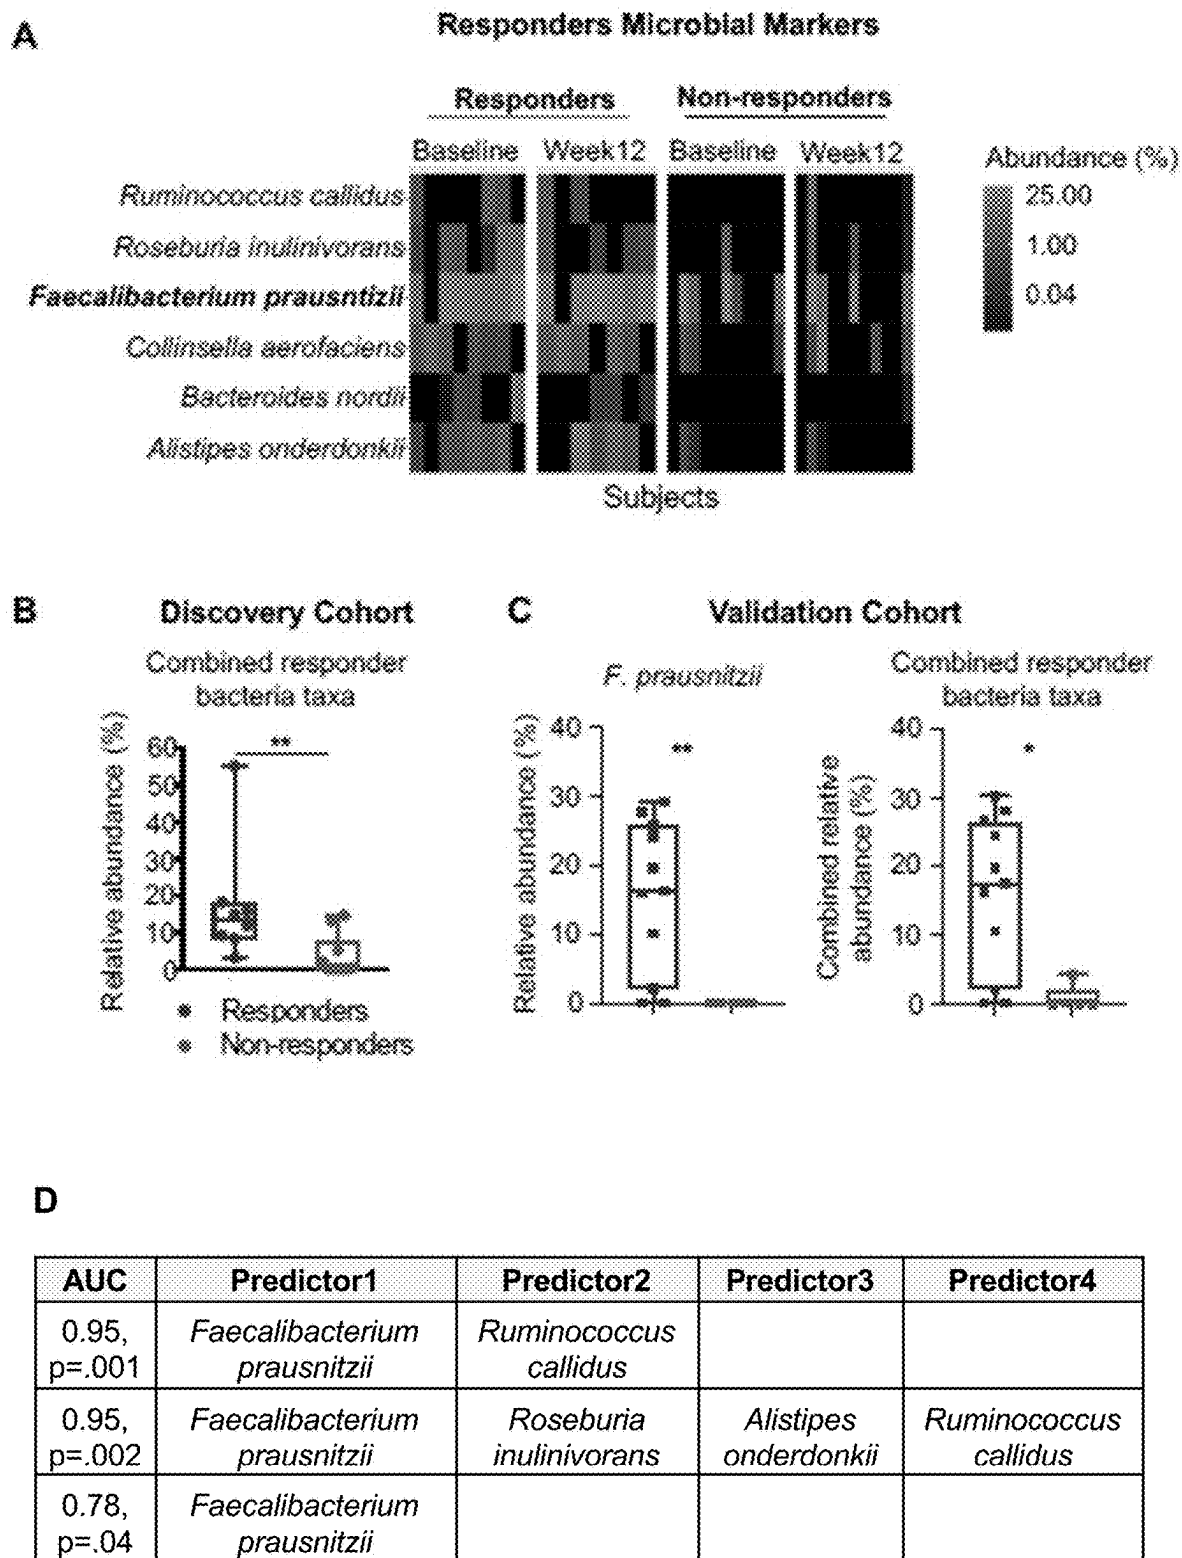 A
Responders Microbial Markers
Responders
Non-responders
Baseline
Week12
Baseline
Week12
Abundance (%)
25.00
1.00
0.04
Ruminococcus callidus
Roseburia inulinivorans
Faecalibacterium prausntizii
Collinsella aerofaciens
Bacteroides nordii
Alistipes onderdonkii
Subjects
B
Discovery Cohort
Combined responder
bacteria taxa
Relative abundance (%)
60
50
40
30
20
10
0
**
Responders
Non-responders
C
Validation Cohort
F. prausnitzii
Relative abundance (%)
40
30
20
10
0
**
Combined responder
bacteria taxa
Combined relative
abundance (%)
40
30
20
10
0
*
D
AUC Predictor1 Predictor2 Predictor3 Predictor4
0.95, Faecalibacterium Ruminococcus
p=.001 prausnitzii callidus
0.95, Faecalibacterium Roseburia Alistipes Ruminococcus
p=.002 prausnitzii inulinivorans onderdonkii callidus
0.78, Faecalibacterium
p=.04 prausnitzii